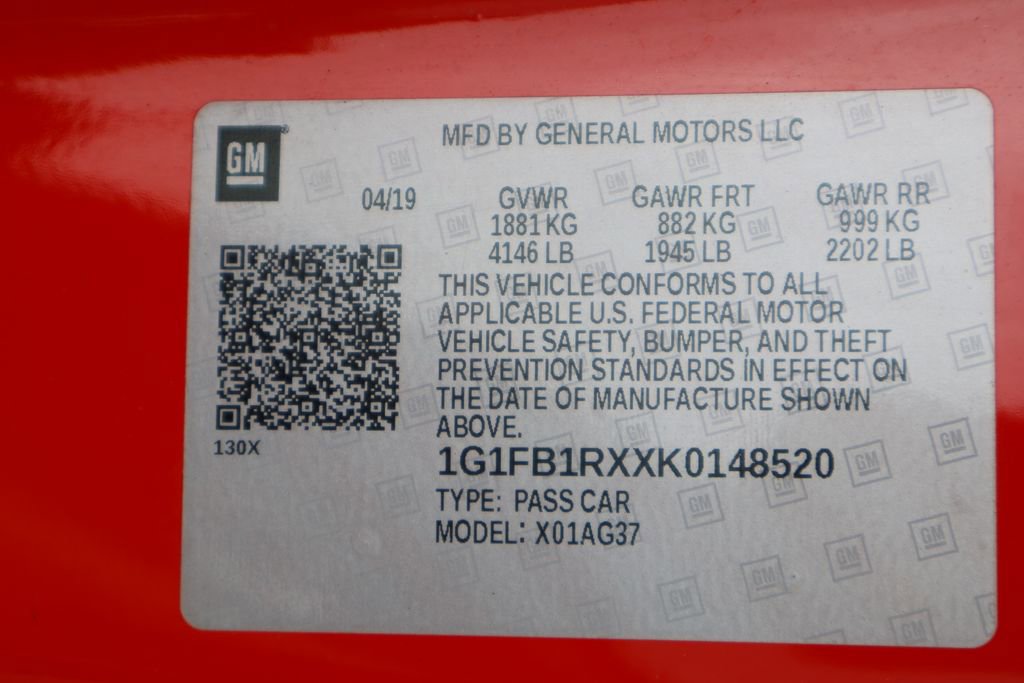 GM
MFD BY GENERAL MOTORS LLC
04/19
GVWR GAWR FRT GAWR RR
1881 KG 882 KG 999 KG
4146 LB 1945 LB 2202 LB
THIS VEHICLE CONFORMS TO ALL
APPLICABLE U.S. FEDERAL MOTOR
VEHICLE SAFETY, BUMPER, AND THEFT
PREVENTION STANDARDS IN EFFECT ON
THE DATE OF MANUFACTURE SHOWN
ABOVE.
130X
1G1FB1RXXK0148520
TYPE: PASS CAR
MODEL: X01AG37